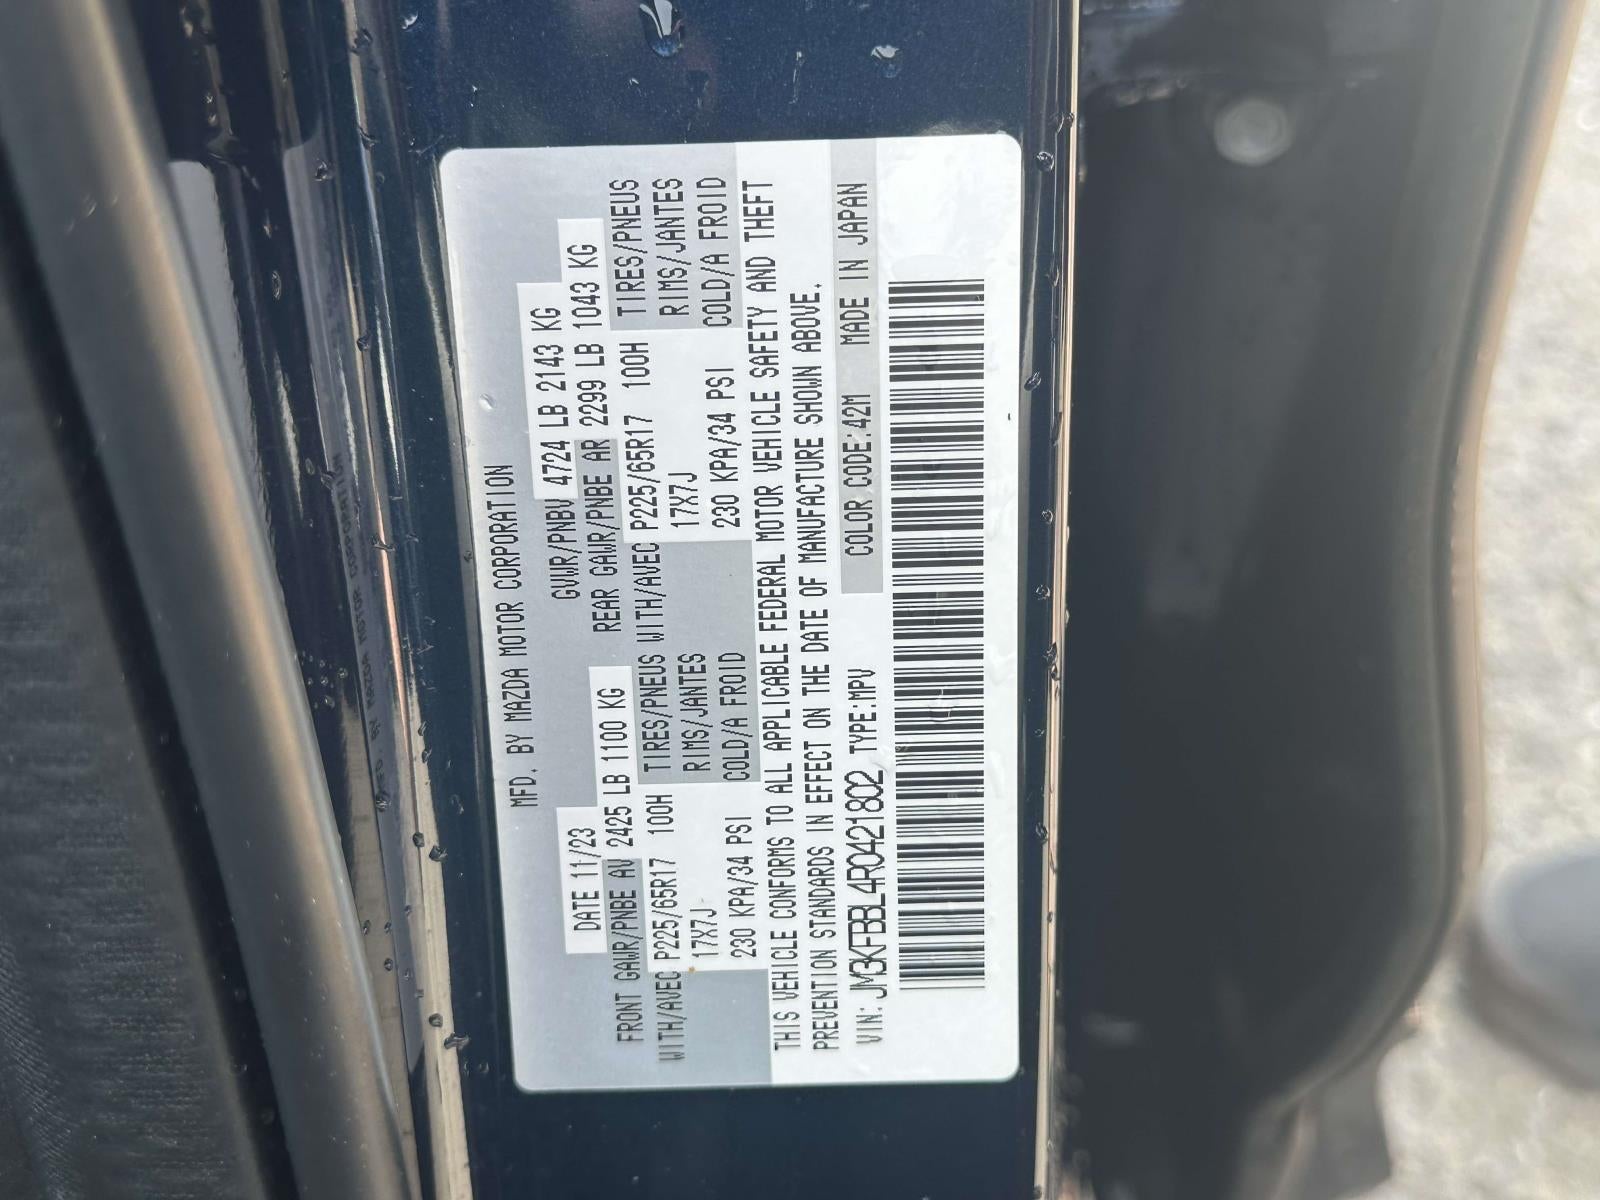 MFD. BY MAZDA MOTOR CORPORATION
DATE 11/23 GVWR/PNBV 4724 LB 2143 KG
FRONT GAWR/PNBE AV 2425 LB 1100 KG REAR GAWR/PNBE AR 2299 LB 1043 KG
WITH/AVEC P225/65R17 100H TIRES/PNEUS WITH/AVEC P225/65R17 100H TIRES/PNEUS
17X7J RIMS/JANTES 17X7J RIMS/JANTES
230 KPA/34 PSI COLD/A FROID 230 KPA/34 PSI COLD/A FROID
THIS VEHICLE CONFORMS TO ALL APPLICABLE FEDERAL MOTOR VEHICLE SAFETY AND THEFT
PREVENTION STANDARDS IN EFFECT ON THE DATE OF MANUFACTURE SHOWN ABOVE.
VIN: JM3KFBBL4R0421802 TYPE:MPV COLOR CODE:42M MADE IN JAPAN